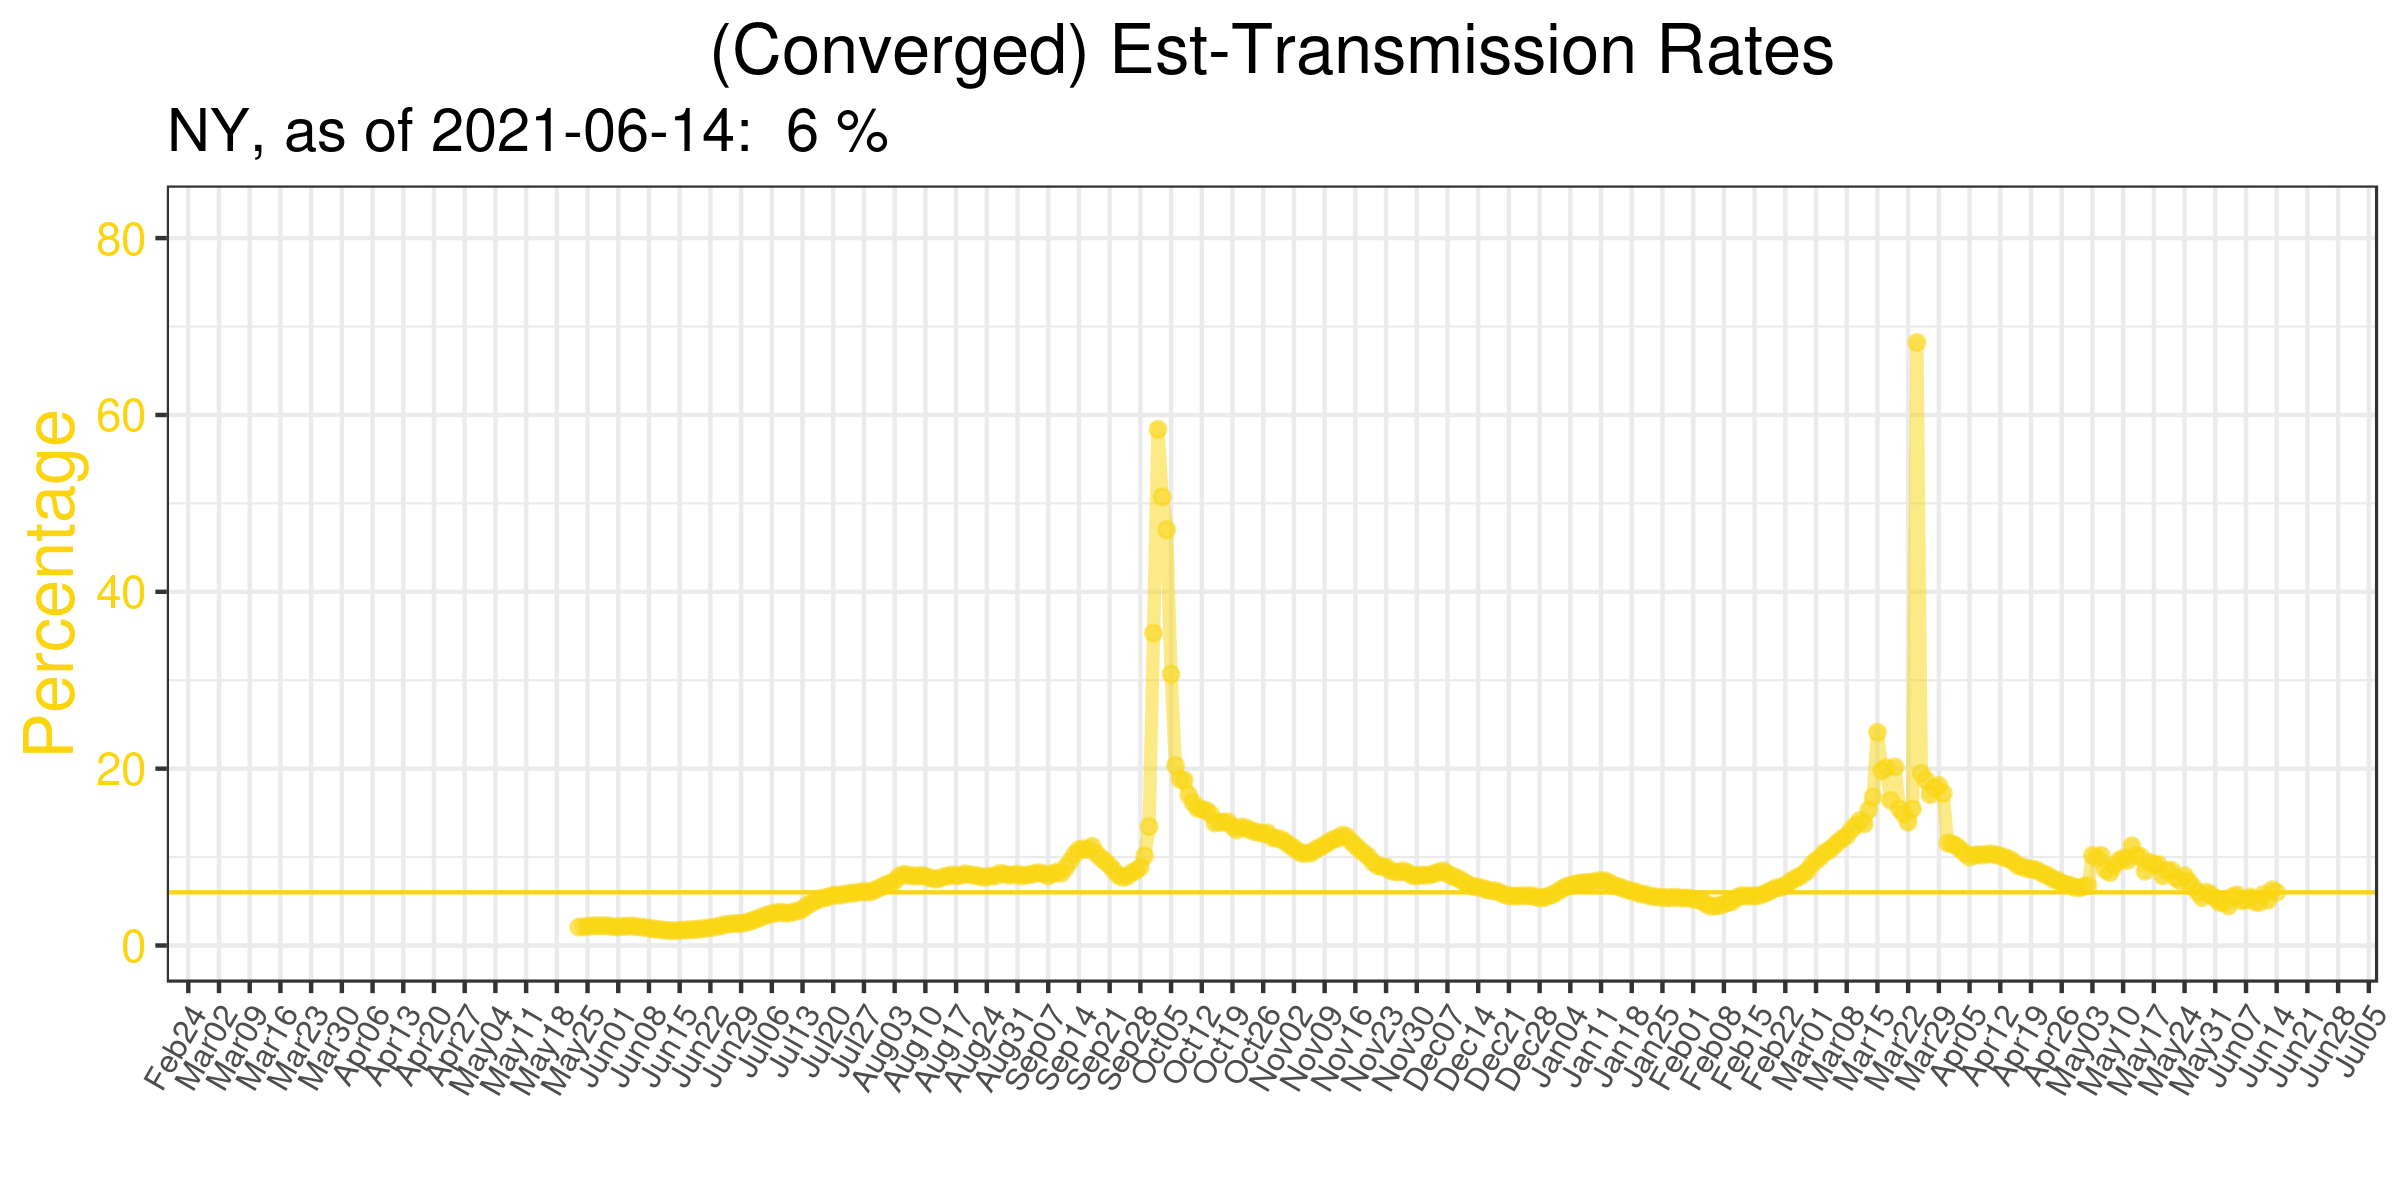 (Converged) Est-Transmission Rates
NY, as of 2021-06-14:  6 %
Percentage
80
60
40
20
0
Feb24
Mar02
Mar09
Mar16
Mar23
Mar30
Apr06
Apr13
Apr20
Apr27
May04
May11
May18
May25
Jun01
Jun08
Jun15
Jun22
Jun29
Jul06
Jul13
Jul20
Jul27
Aug03
Aug10
Aug17
Aug24
Aug31
Sep07
Sep14
Sep21
Sep28
Oct05
Oct12
Oct19
Oct26
Nov02
Nov09
Nov16
Nov23
Nov30
Dec07
Dec14
Dec21
Dec28
Jan04
Jan11
Jan18
Jan25
Feb01
Feb08
Feb15
Feb22
Mar01
Mar08
Mar15
Mar22
Mar29
Apr05
Apr12
Apr19
Apr26
May03
May10
May17
May24
May31
Jun07
Jun14
Jun21
Jun28
Jul05